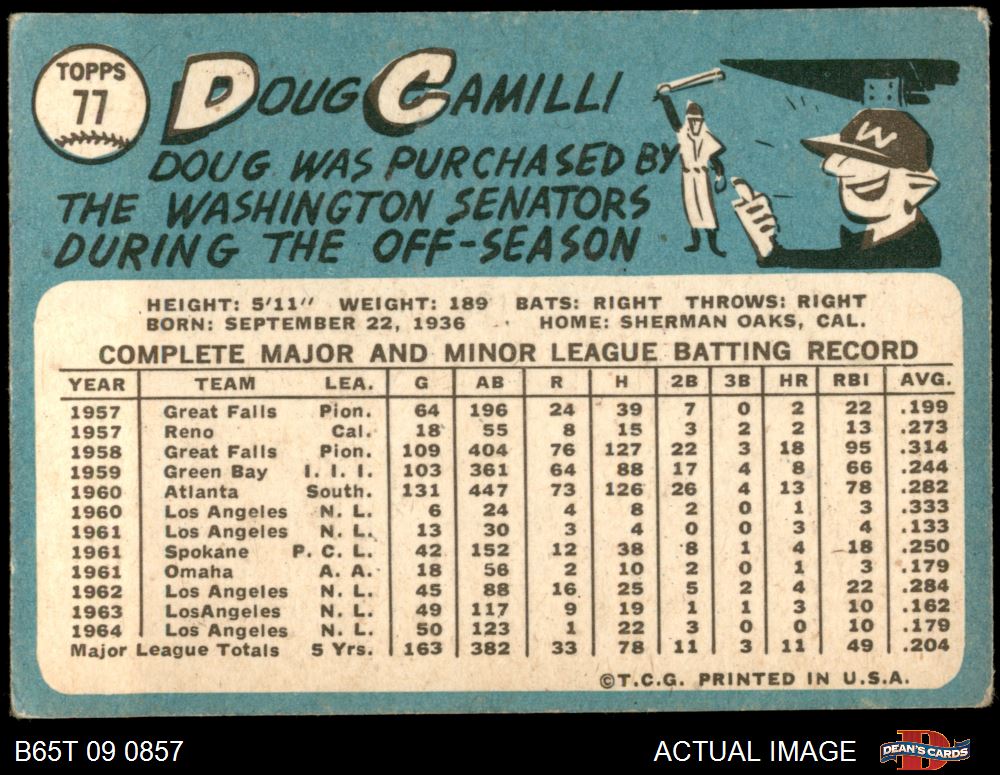 TOPPS
77
DOUG CAMILLI
DOUG WAS PURCHASED BY
THE WASHINGTON SENATORS
DURING THE OFF-SEASON
W
HEIGHT: 5'11" WEIGHT: 189 BATS: RIGHT THROWS: RIGHT
BORN: SEPTEMBER 22, 1936 HOME: SHERMAN OAKS, CAL.
COMPLETE MAJOR AND MINOR LEAGUE BATTING RECORD
YEAR TEAM LEA. G AB R H 2B 3B HR RBI AVG.
1957 Great Falls Pion. 64 196 24 39 7 0 2 22 .199
1957 Reno Cal. 18 55 8 15 3 2 2 13 .273
1958 Great Falls Pion. 109 404 76 127 22 3 18 95 .314
1959 Green Bay I. I. I. 103 361 64 88 17 4 8 66 .244
1960 Atlanta South. 131 447 73 126 26 4 13 78 .282
1960 Los Angeles N. L. 6 24 4 8 2 0 1 3 .333
1961 Los Angeles N. L. 13 30 3 4 0 0 3 4 .133
1961 Spokane P. C. L. 42 152 12 38 8 1 4 18 .250
1961 Omaha A. A. 18 56 2 10 2 0 1 3 .179
1962 Los Angeles N. L. 45 88 16 25 5 2 4 22 .284
1963 LosAngeles N. L. 49 117 9 19 1 1 3 10 .162
1964 Los Angeles N. L. 50 123 1 22 3 0 0 10 .179
Major League Totals 5 Yrs. 163 382 33 78 11 3 11 49 .204
©T.C.G. PRINTED IN U.S.A.
B65T 09 0857 ACTUAL IMAGE D DEAN'S CARDS